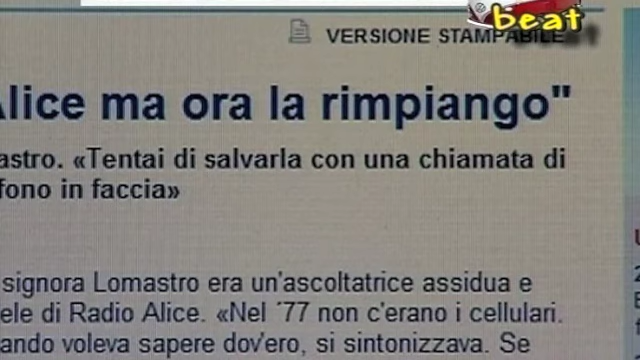 beat
VERSIONE STAMPABILE
Alice ma ora la rimpiango"
astro. «Tentai di salvarla con una chiamata di
fono in faccia»
signora Lomastro era un'ascoltatrice assidua e
ele di Radio Alice. «Nel ´77 non c'erano i cellulari.
ando voleva sapere dov'ero, si sintonizzava. Se